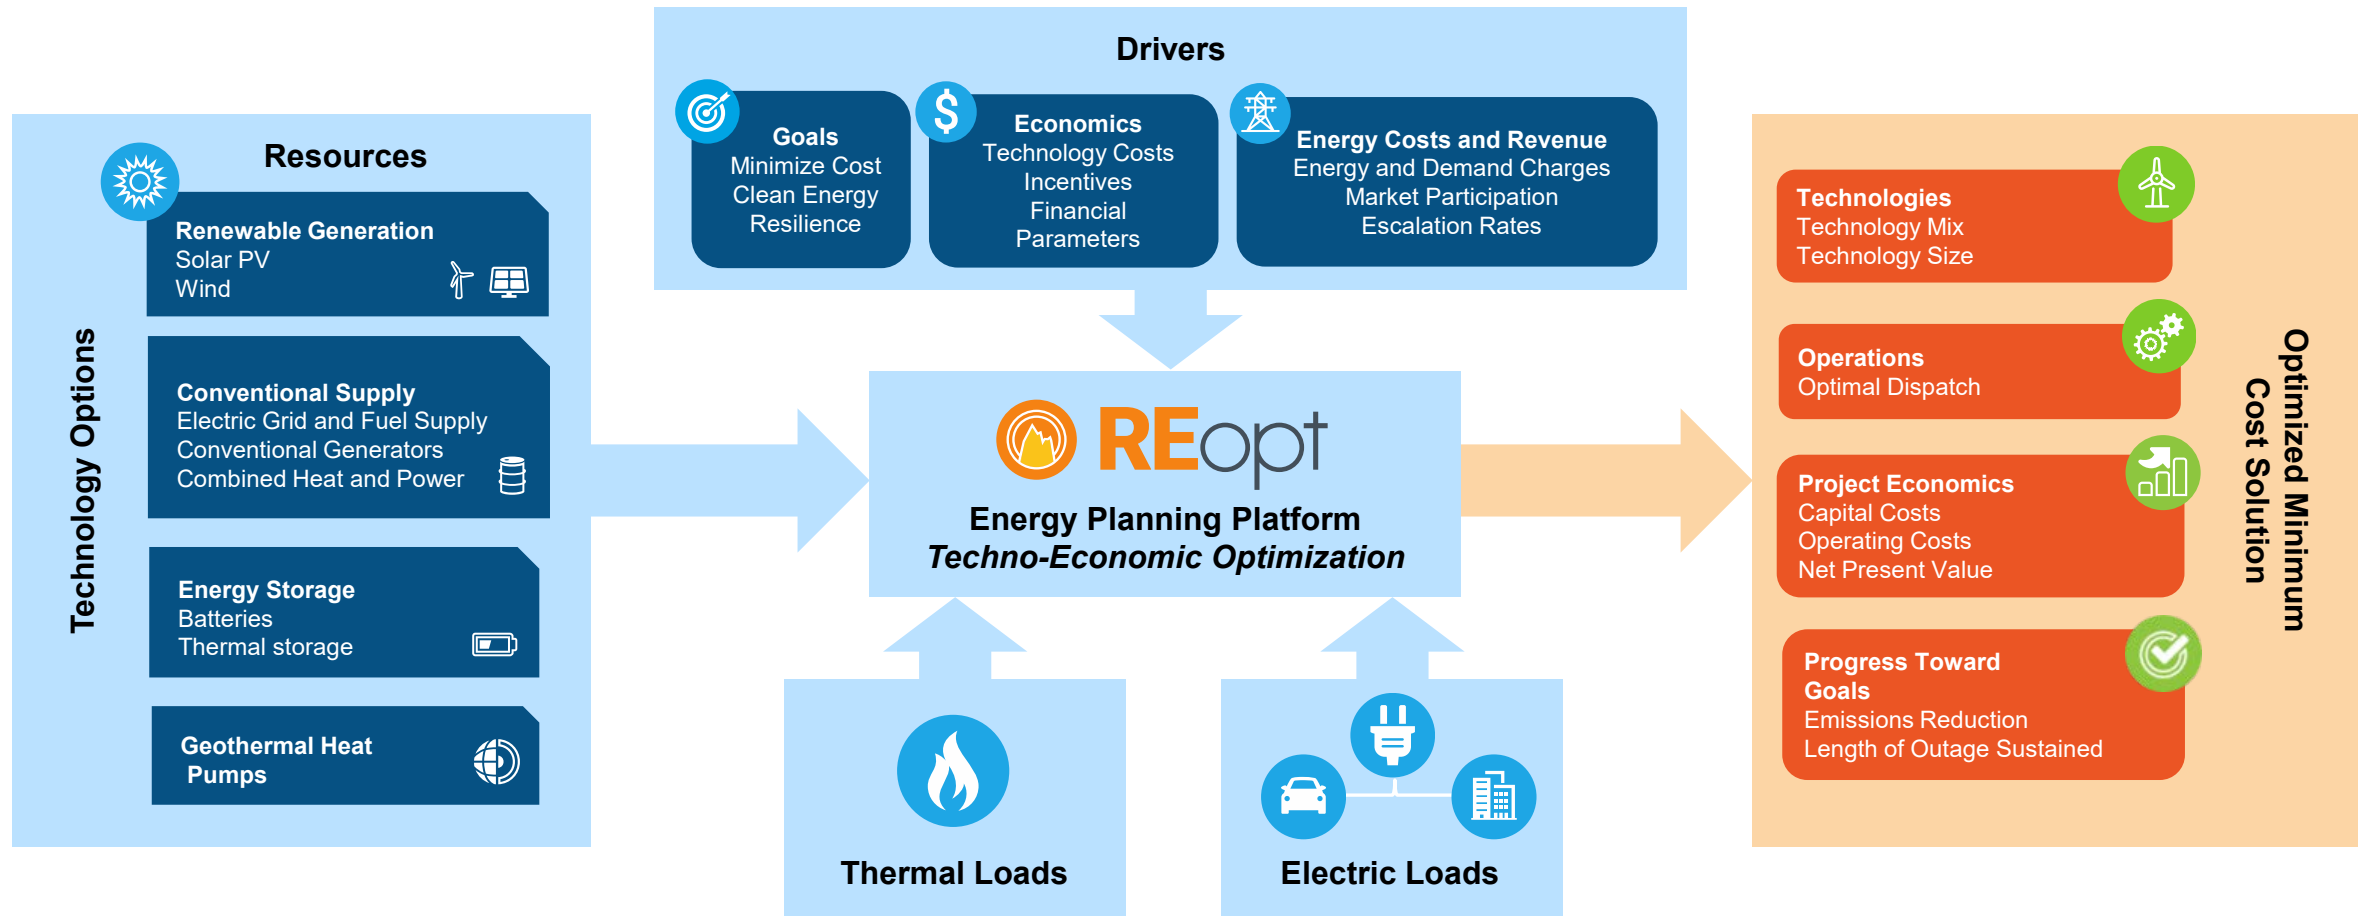 Drivers
Goals
Minimize Cost
Clean Energy
Resilience
Economics
Technology Costs
Incentives
Financial
Parameters
Energy Costs and Revenue
Energy and Demand Charges
Market Participation
Escalation Rates
Technology Options
Resources
Renewable Generation
Solar PV
Wind
Conventional Supply
Electric Grid and Fuel Supply
Conventional Generators
Combined Heat and Power
Energy Storage
Batteries
Thermal storage
Geothermal Heat
Pumps
REopt
Energy Planning Platform
Techno-Economic Optimization
Thermal Loads
Electric Loads
Technologies
Technology Mix
Technology Size
Operations
Optimal Dispatch
Project Economics
Capital Costs
Operating Costs
Net Present Value
Progress Toward
Goals
Emissions Reduction
Length of Outage Sustained
Optimized Minimum
Cost Solution